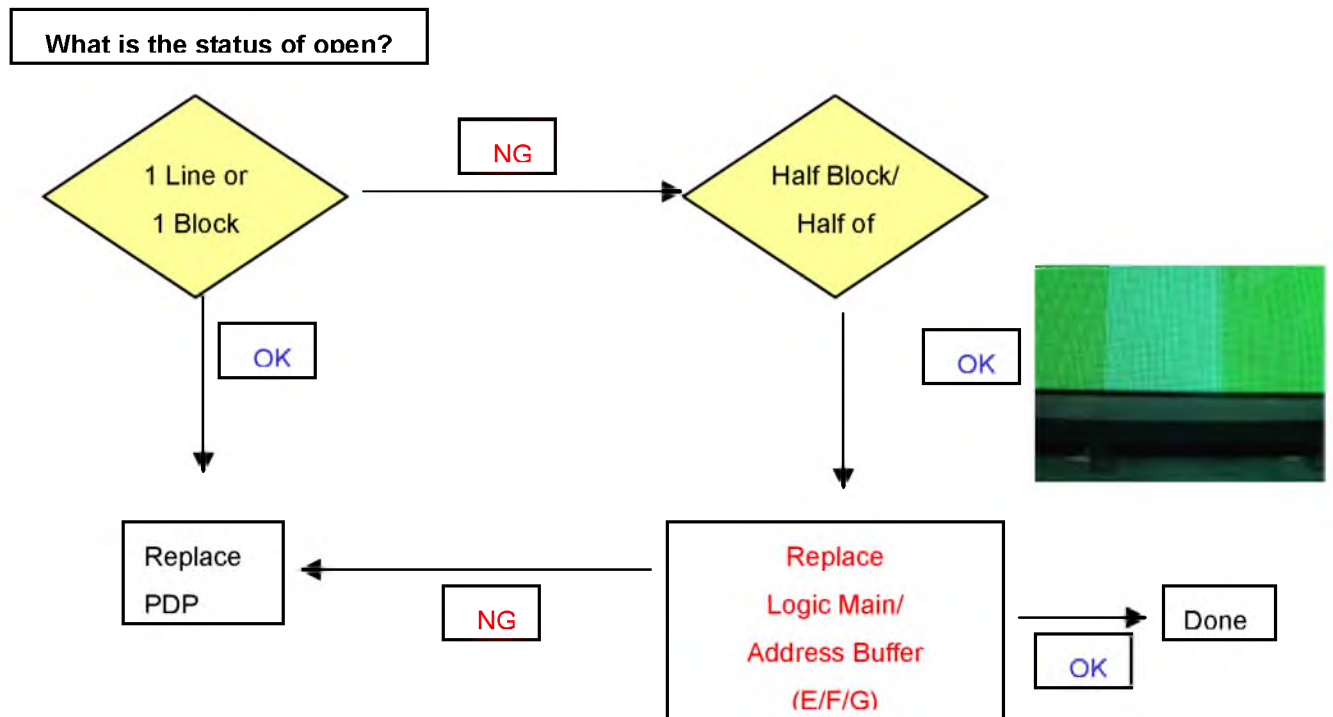 What is the status of open?
1 Line or
1 Block
NG
Half Block/
Half of
OK
OK
Replace
PDP
NG
Replace
Logic Main/
Address Buffer
(E/F/G)
OK
Done